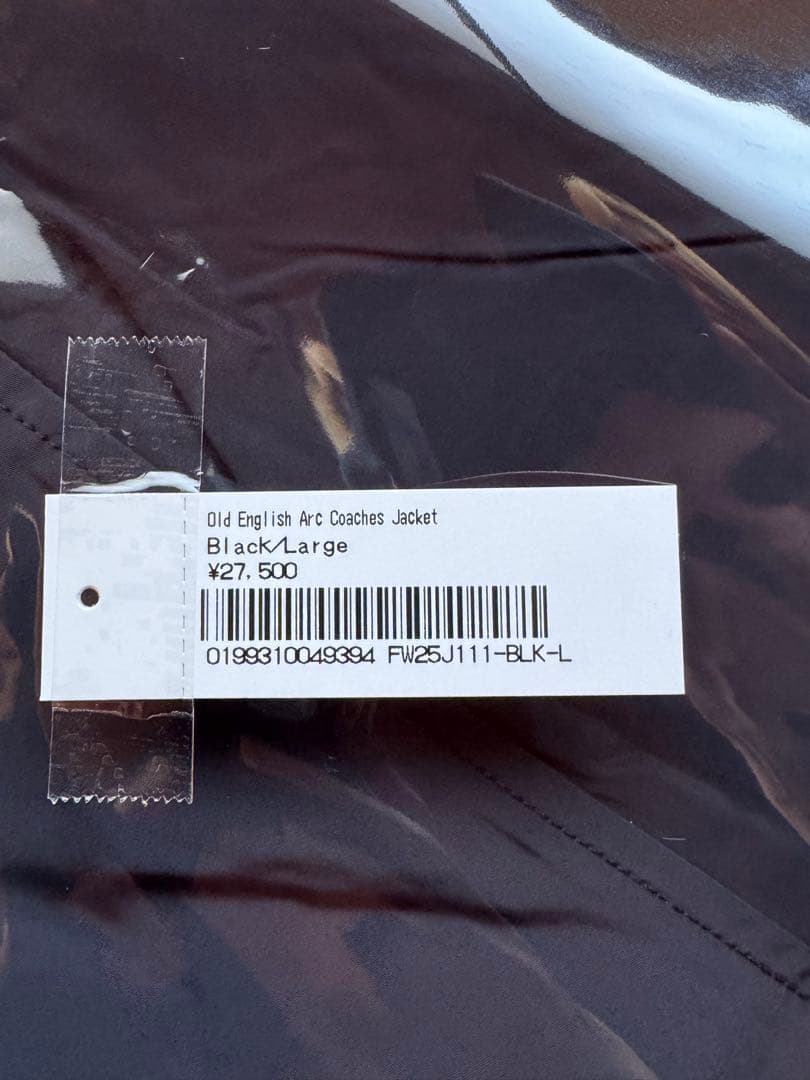 Old English Arc Coaches Jacket
Black/Large
¥27,500
0199310049394 FW25J111-BLK-L